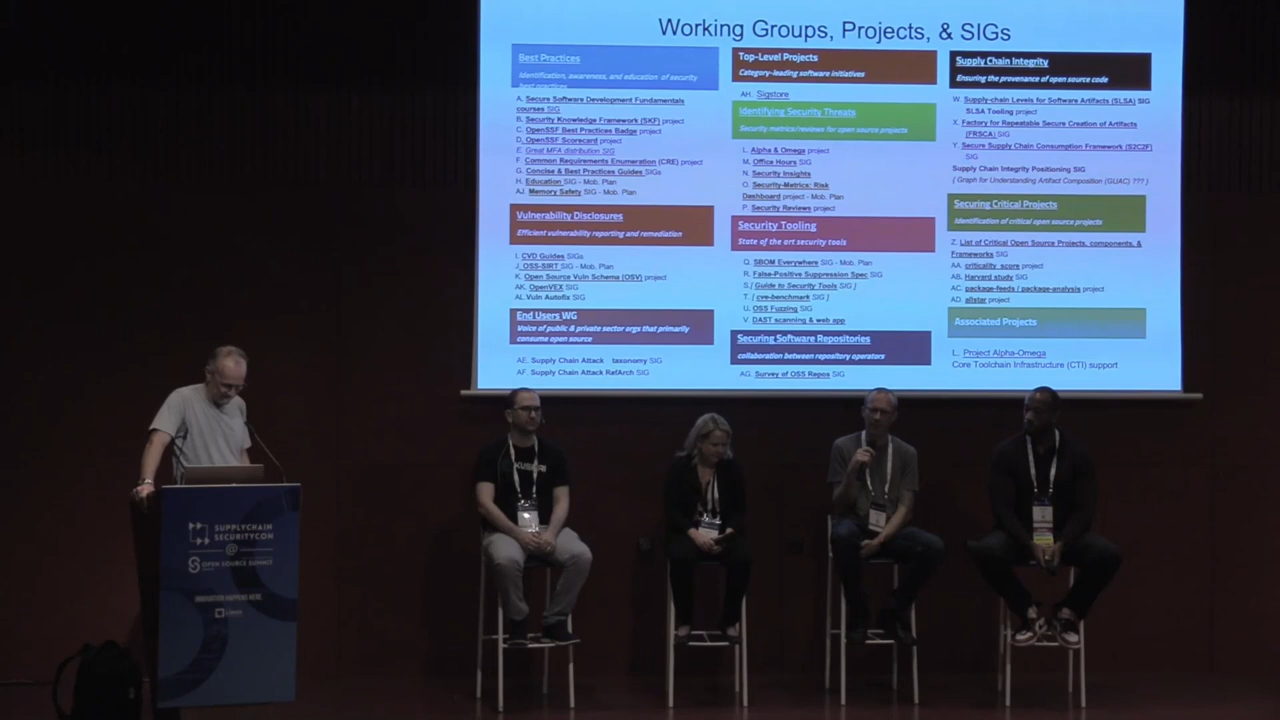 Working Groups, Projects, & SIGs
Best Practices
Identification, awareness, and education of security
best practices
A. Secure Software Development Fundamentals
courses SIG
B. Security Knowledge Framework (SKF) project
C. OpenSSF Best Practices Badge project
D. OpenSSF Scorecard project
E. Great MFA distribution SIG
F. Common Requirements Enumeration (CRE) project
G. Concise & Best Practices Guides SIGs
H. Education SIG - Mob. Plan
AJ. Memory Safety SIG - Mob. Plan
Vulnerability Disclosures
Efficient vulnerability reporting and remediation
I. CVD Guides SIGs
J. OSS-SIRT SIG - Mob. Plan
K. Open Source Vuln Schema (OSV) project
AK. OpenVEX SIG
AL. Vuln Autofix SIG
End Users WG
Voice of public & private sector orgs that primarily
consume open source
AE. Supply Chain Attack taxonomy SIG
AF. Supply Chain Attack RefArch SIG
Top-Level Projects
Category-leading software initiatives
AH. Sigstore
Identifying Security Threats
Security metrics/reviews for open source projects
L. Alpha & Omega project
M. Office Hours SIG
N. Security Insights
O. Security-Metrics: Risk
Dashboard project - Mob. Plan
P. Security Reviews project
Security Tooling
State of the art security tools
Q. SBOM Everywhere SIG - Mob. Plan
R. False-Positive Suppression Spec SIG
S. [ Guide to Security Tools SIG ]
T. [ cve-benchmark SIG ]
U. OSS Fuzzing SIG
V. DAST scanning & web app
Securing Software Repositories
collaboration between repository operators
AG. Survey of OSS Repos SIG
Supply Chain Integrity
Ensuring the provenance of open source code
W. Supply-chain Levels for Software Artifacts (SLSA) SIG
SLSA Tooling project
X. Factory for Repeatable Secure Creation of Artifacts
(FRSCA) SIG
Y. Secure Supply Chain Consumption Framework (S2C2F)
SIG
Supply Chain Integrity Positioning SIG
( Graph for Understanding Artifact Composition (GUAC) ??? )
Securing Critical Projects
Identification of critical open source projects
Z. List of Critical Open Source Projects, components, &
Frameworks SIG
AA. criticality_score project
AB. Harvard study SIG
AC. package-feeds / package-analysis project
AD. allstar project
Associated Projects
L. Project Alpha-Omega
Core Toolchain Infrastructure (CTI) support
SUPPLYCHAIN
SECURITYCON
@
OPEN SOURCE SUMMIT
INNOVATION HAPPENS HERE.